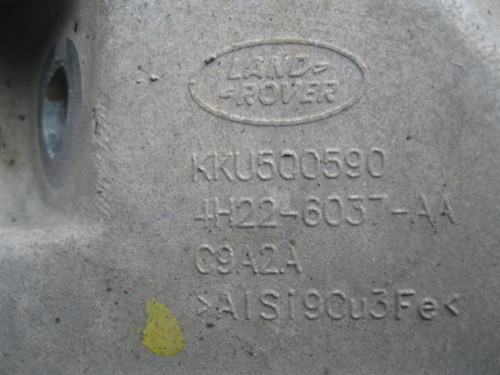 LAND-
-ROVER
KKU500590
4H22-6037-AA
C9A2A
>AlSi9Cu3Fe<